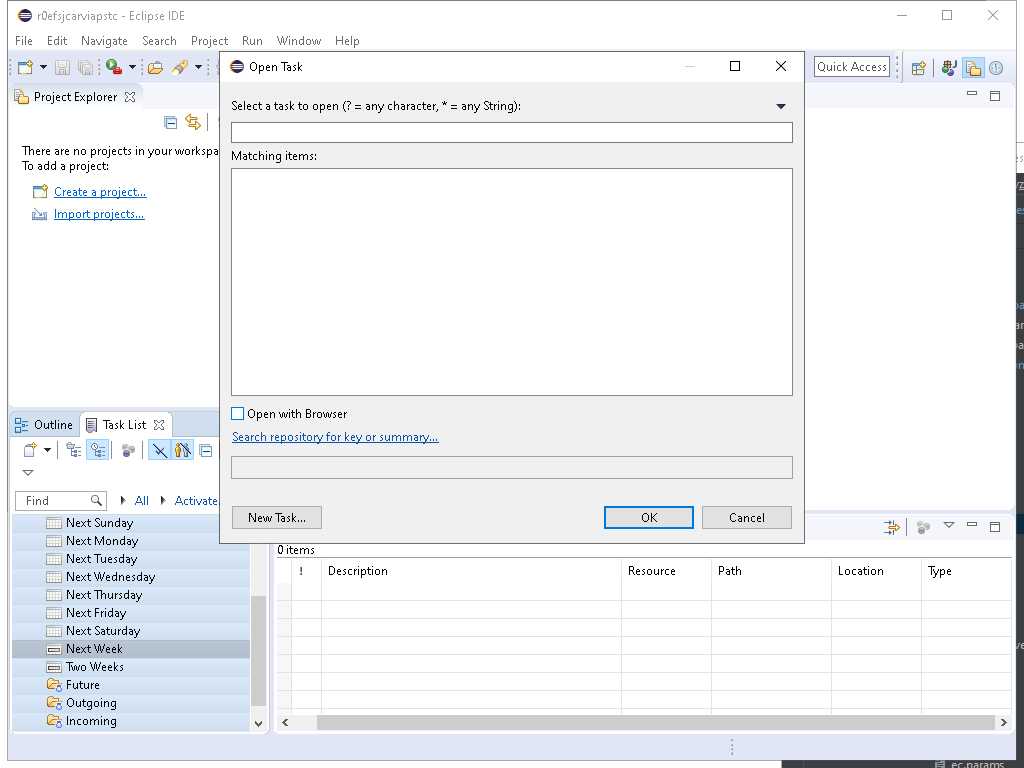 r0efsjcarviapstc - Eclipse IDE
File Edit Navigate Search Project Run Window Help
Quick Access
Project Explorer
There are no projects in your workspa
To add a project:
Create a project...
Import projects...
Open Task
Select a task to open (? = any character, * = any String):
Matching items:
Open with Browser
Search repository for key or summary...
New Task...
OK
Cancel
Outline
Task List
Find
All
Activate
Next Sunday
Next Monday
Next Tuesday
Next Wednesday
Next Thursday
Next Friday
Next Saturday
Next Week
Two Weeks
Future
Outgoing
Incoming
0 items
! Description Resource Path Location Type
ec.params